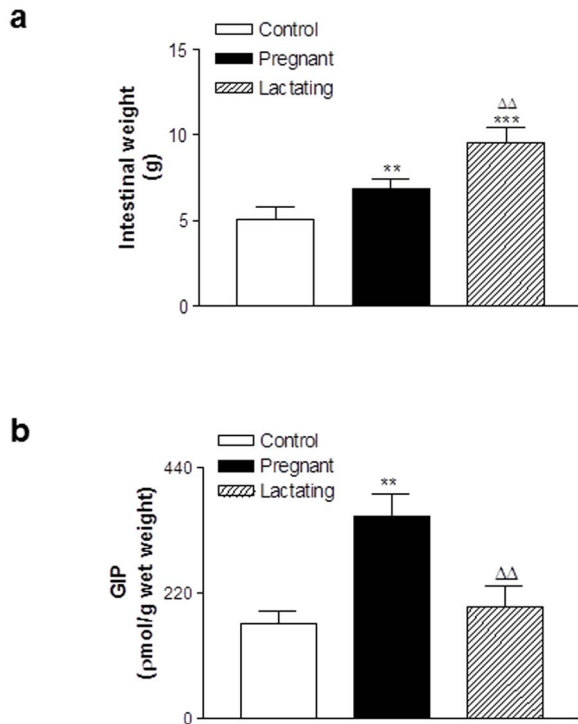 a
Control
Pregnant
Lactating
15
10
5
0
Intestinal weight
(g)
**
ΔΔ
***
b
Control
Pregnant
Lactating
440
220
0
GIP
(ρmol/g wet weight)
**
ΔΔ